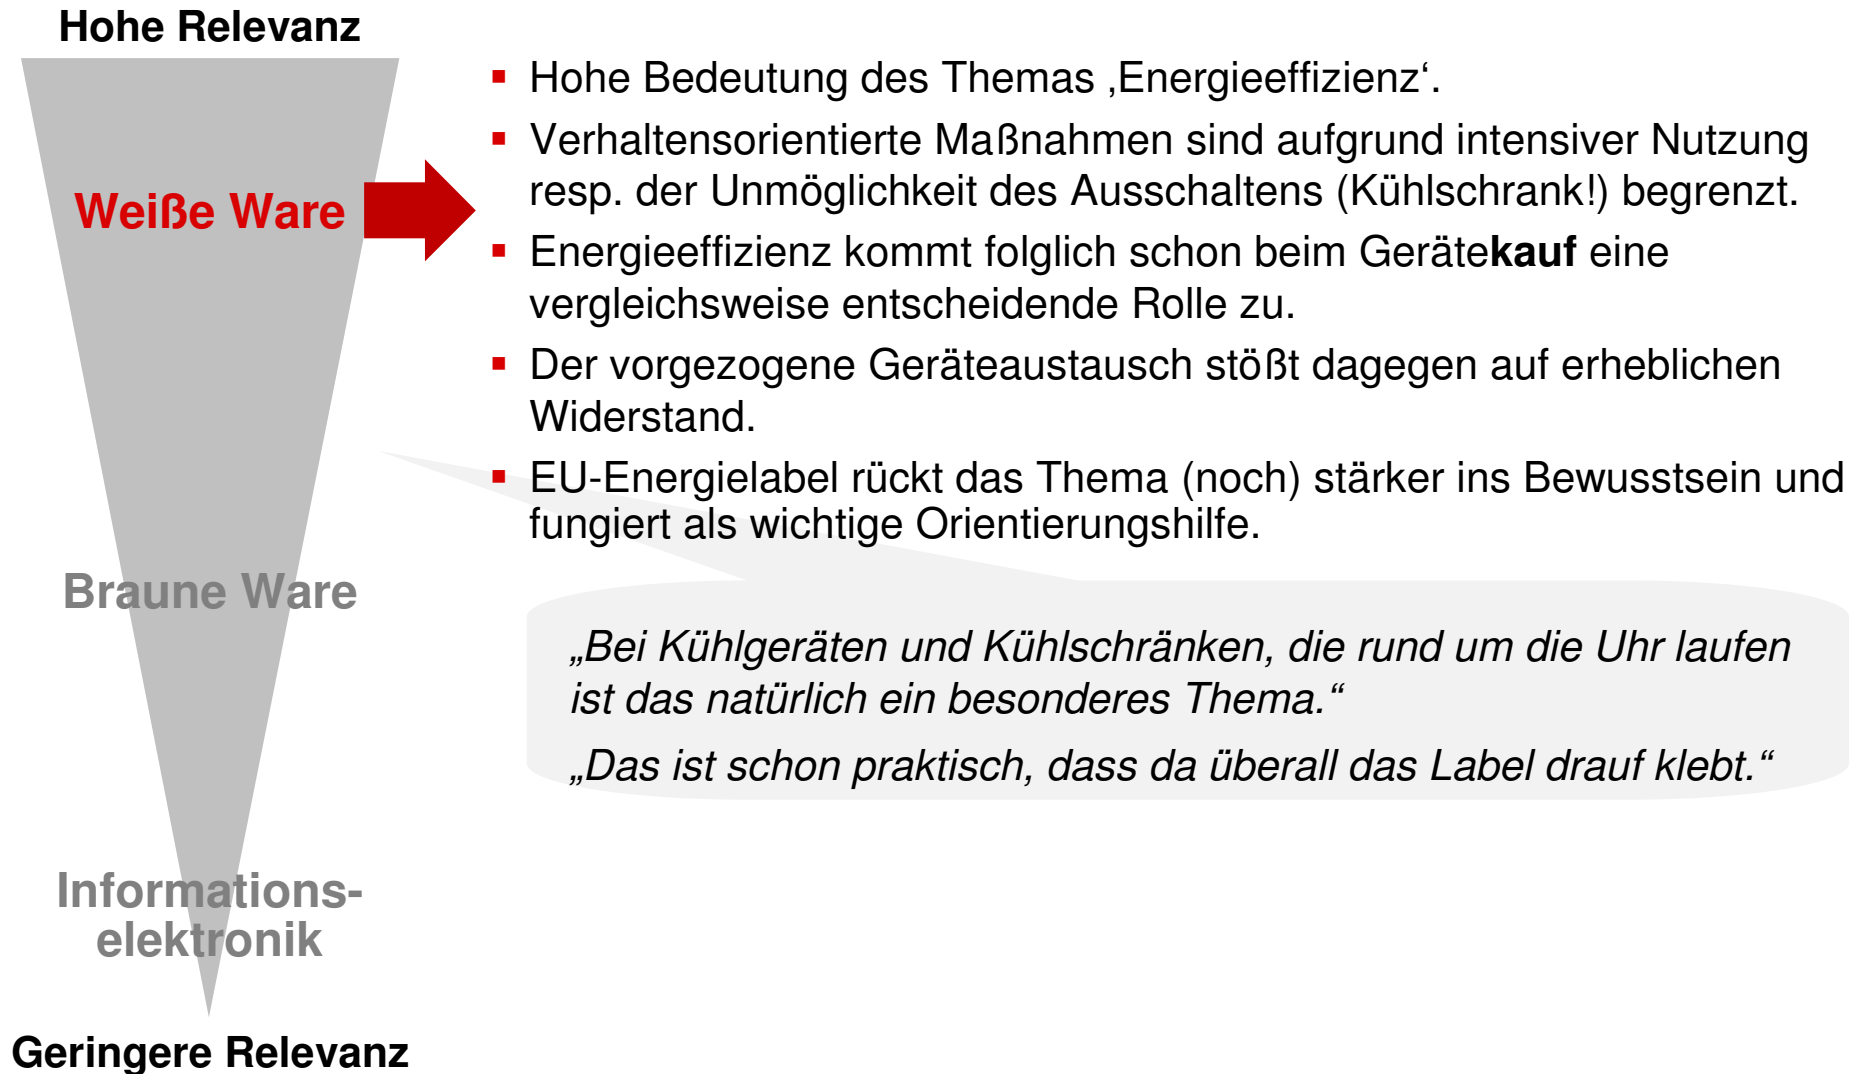 Hohe Relevanz
Weiße Ware
Braune Ware
Informations-
elektronik
Geringere Relevanz
Hohe Bedeutung des Themas ‚Energieeffizienz‘.
Verhaltensorientierte Maßnahmen sind aufgrund intensiver Nutzung
resp. der Unmöglichkeit des Ausschaltens (Kühlschrank!) begrenzt.
Energieeffizienz kommt folglich schon beim Gerätekauf eine
vergleichsweise entscheidende Rolle zu.
Der vorgezogene Geräteaustausch stößt dagegen auf erheblichen
Widerstand.
EU-Energielabel rückt das Thema (noch) stärker ins Bewusstsein und
fungiert als wichtige Orientierungshilfe.
„Bei Kühlgeräten und Kühlschränken, die rund um die Uhr laufen
ist das natürlich ein besonderes Thema.“
„Das ist schon praktisch, dass da überall das Label drauf klebt.“